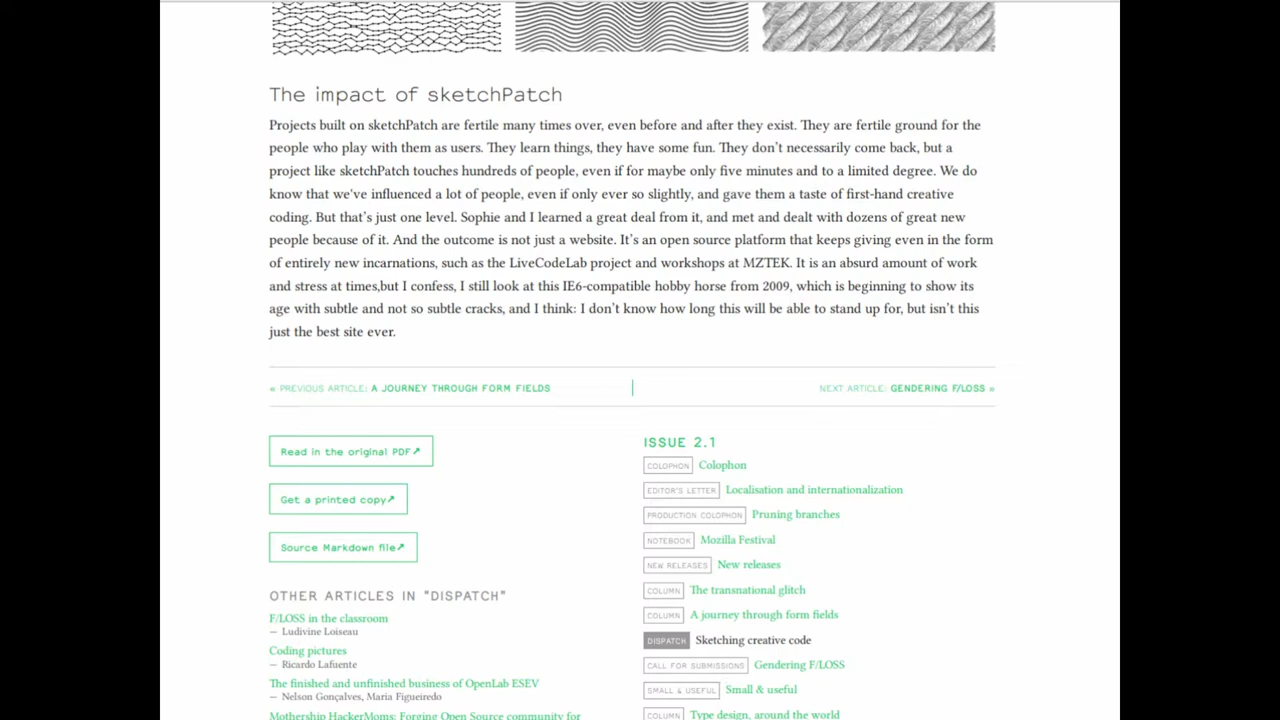 The impact of sketchPatch
Projects built on sketchPatch are fertile many times over, even before and after they exist. They are fertile ground for the
people who play with them as users. They learn things, they have some fun. They don't necessarily come back, but a
project like sketchPatch touches hundreds of people, even if for maybe only five minutes and to a limited degree. We do
know that we've influenced a lot of people, even if only ever so slightly, and gave them a taste of first-hand creative
coding. But that's just one level. Sophie and I learned a great deal from it, and met and dealt with dozens of great new
people because of it. And the outcome is not just a website. It's an open source platform that keeps giving even in the form
of entirely new incarnations, such as the LiveCodeLab project and workshops at MZTEK. It is an absurd amount of work
and stress at times,but I confess, I still look at this IE6-compatible hobby horse from 2009, which is beginning to show its
age with subtle and not so subtle cracks, and I think: I don't know how long this will be able to stand up for, but isn't this
just the best site ever.
« PREVIOUS ARTICLE: A JOURNEY THROUGH FORM FIELDS
NEXT ARTICLE: GENDERING F/LOSS »
Read in the original PDF↗
Get a printed copy↗
Source Markdown file↗
OTHER ARTICLES IN "DISPATCH"
F/LOSS in the classroom
— Ludivine Loiseau
Coding pictures
— Ricardo Lafuente
The finished and unfinished business of OpenLab ESEV
— Nelson Gonçalves, Maria Figueiredo
Mothership HackerMoms: Forging Open Source community for
ISSUE 2.1
COLOPHON Colophon
EDITOR'S LETTER Localisation and internationalization
PRODUCTION COLOPHON Pruning branches
NOTEBOOK Mozilla Festival
NEW RELEASES New releases
COLUMN The transnational glitch
COLUMN A journey through form fields
DISPATCH Sketching creative code
CALL FOR SUBMISSIONS Gendering F/LOSS
SMALL & USEFUL Small & useful
COLUMN Type design, around the world